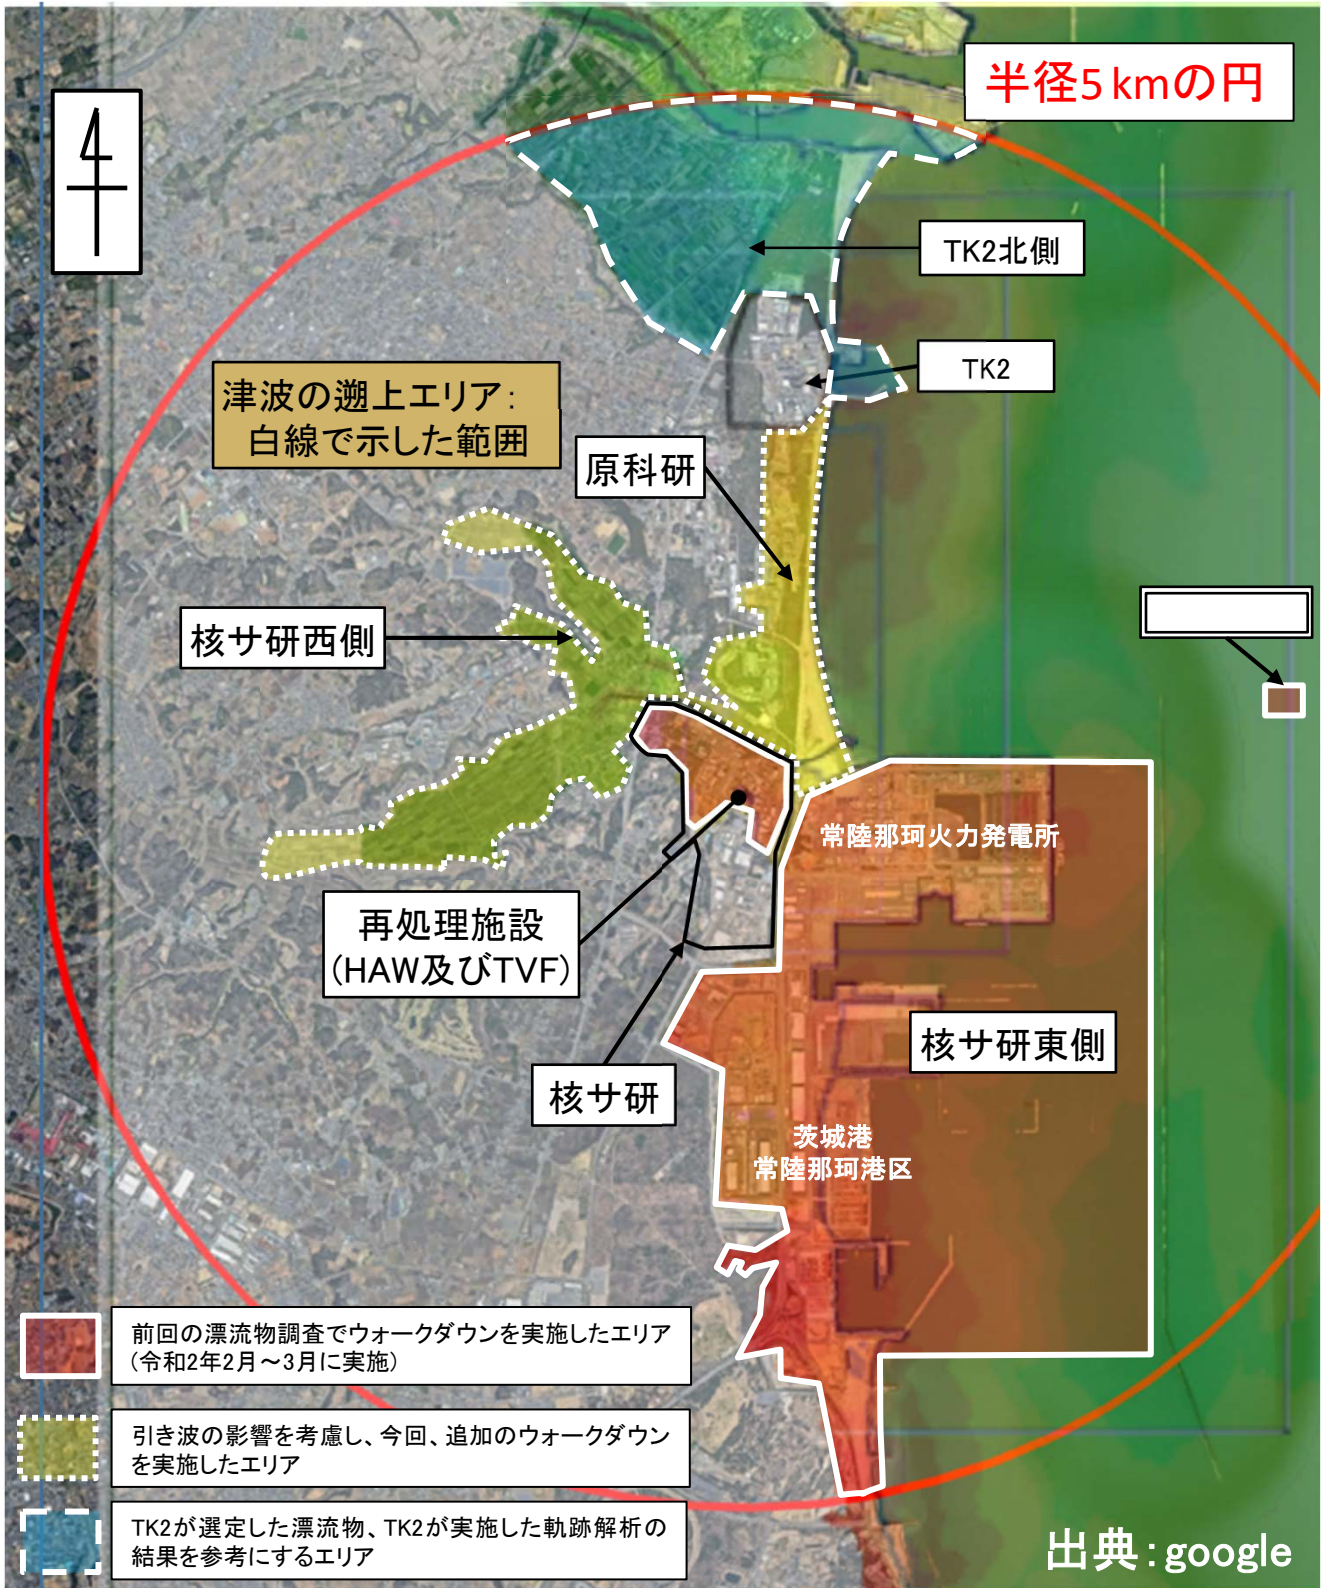 半径5kmの円
TK2北側
TK2
津波の遡上エリア:
白線で示した範囲
原科研
核サ研西側
常陸那珂火力発電所
再処理施設
(HAW及びTVF)
核サ研東側
核サ研
茨城港
常陸那珂港区
前回の漂流物調査でウォークダウンを実施したエリア
(令和2年2月～3月に実施)
引き波の影響を考慮し、今回、追加のウォークダウン
を実施したエリア
TK2が選定した漂流物、TK2が実施した軌跡解析の
結果を参考にするエリア
出典:google